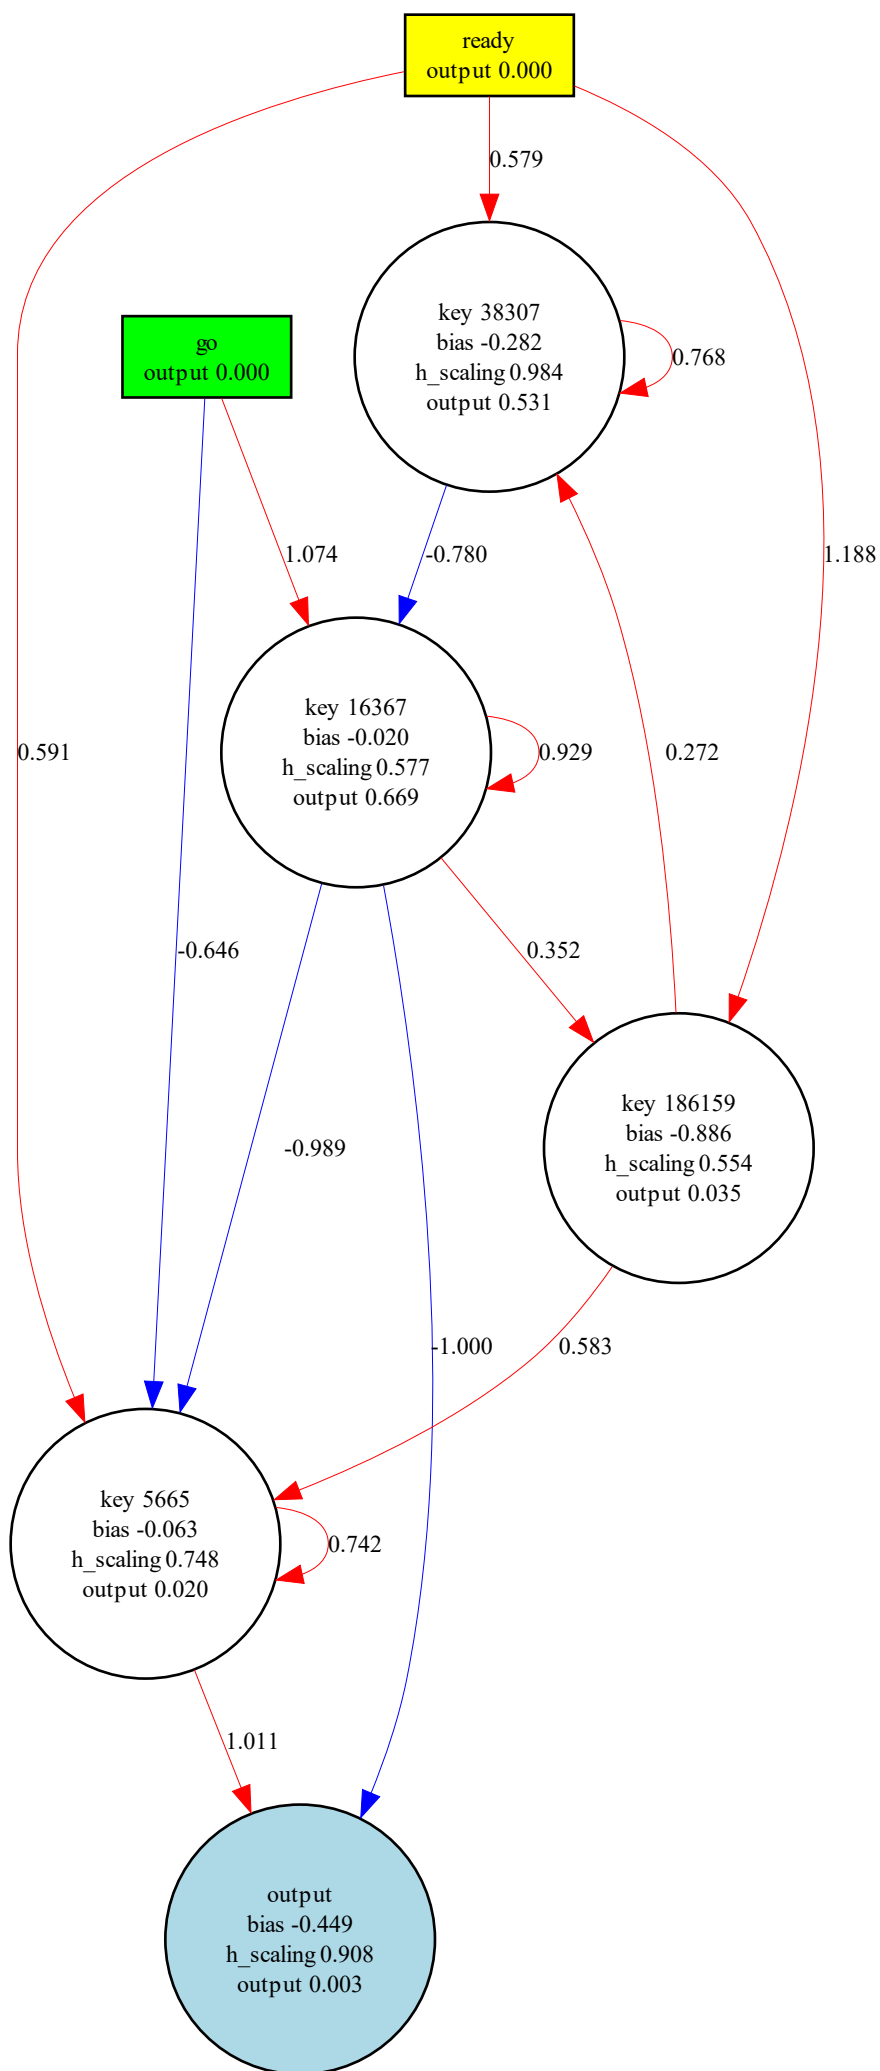 ready
output 0.000
0.579
go
output 0.000
key 38307
bias -0.282
h_scaling 0.984
output 0.531
0.768
1.074
-0.780
1.188
key 16367
bias -0.020
h_scaling 0.577
output 0.669
0.591
0.929
0.272
-0.646
0.352
key 186159
bias -0.886
h_scaling 0.554
output 0.035
-0.989
-1.000
0.583
key 5665
bias -0.063
h_scaling 0.748
output 0.020
0.742
1.011
output
bias -0.449
h_scaling 0.908
output 0.003